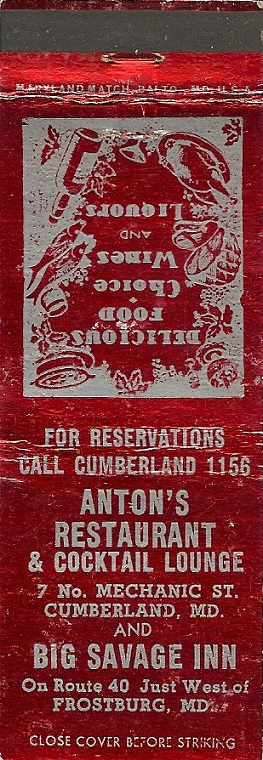 MARYLAND MATCH, BALTO., MD. U.S.A.
DELICIOUS
FOOD
Choice
Wines
AND
Liquors
FOR RESERVATIONS
CALL CUMBERLAND 1156
ANTON'S
RESTAURANT
& COCKTAIL LOUNGE
7 No. MECHANIC ST.
CUMBERLAND, MD.
AND
BIG SAVAGE INN
On Route 40 Just West of
FROSTBURG, MD.
CLOSE COVER BEFORE STRIKING